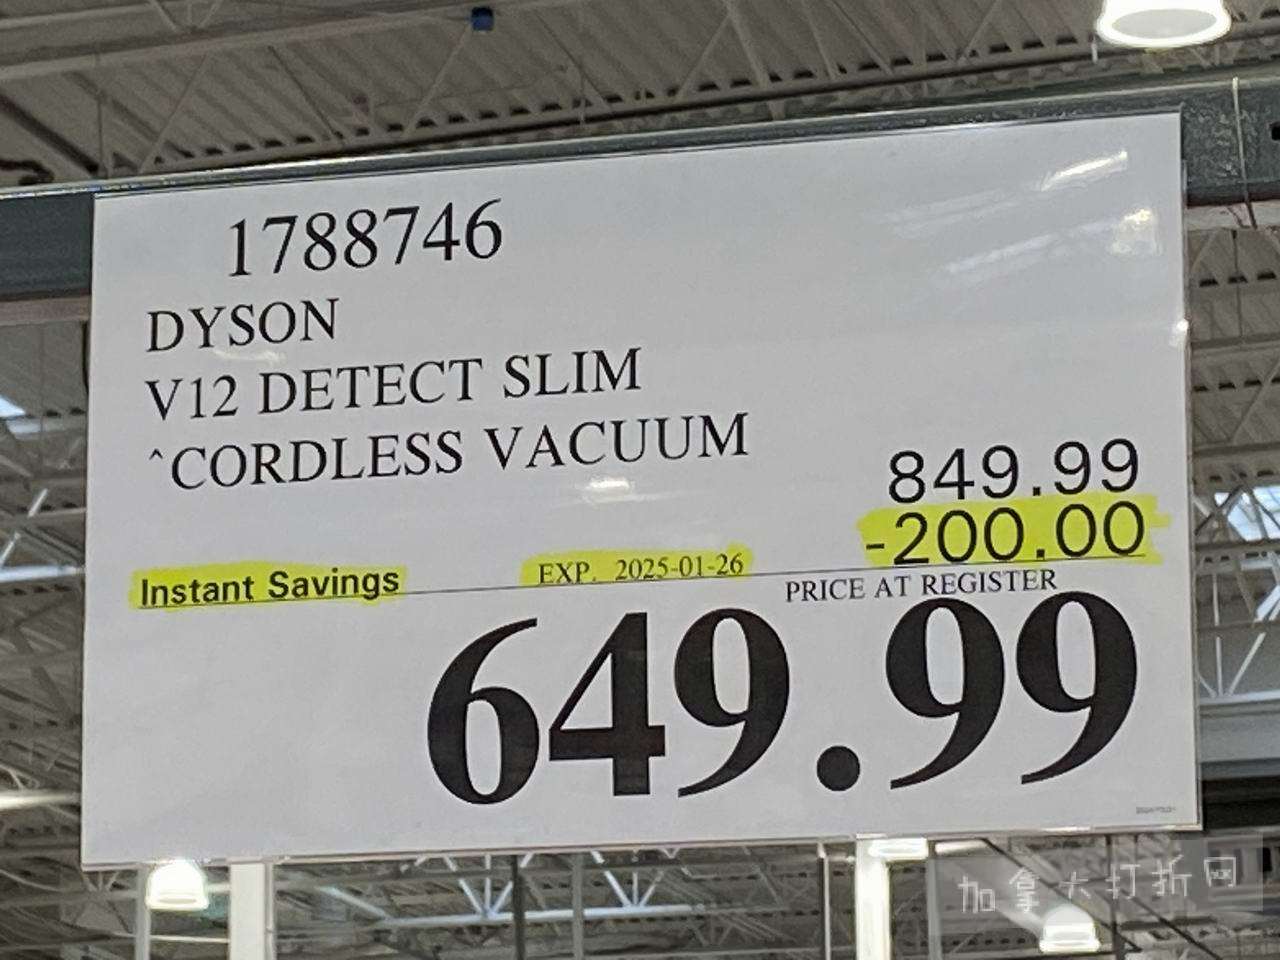 1788746
DYSON
V12 DETECT SLIM
^CORDLESS VACUUM
849.99
-200.00
Instant Savings
EXP. 2025-01-26
PRICE AT REGISTER
649.99
加拿大打折网